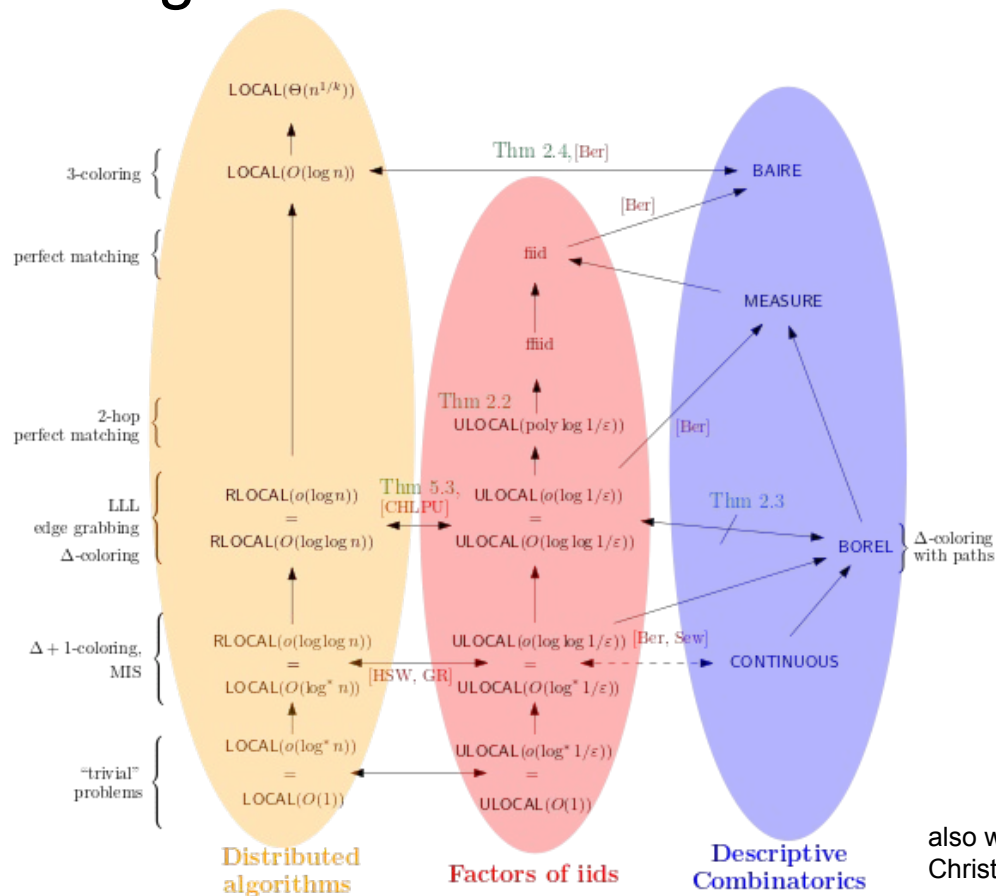 LOCAL(Θ(n^{1/k}))
Thm 2.4, [Ber]
3-coloring
LOCAL(O(log n))
BAIRE
[Ber]
perfect matching
fiid
MEASURE
ffiid
Thm 2.2
2-hop
perfect matching
ULOCAL(poly log 1/ε))
[Ber]
LLL
edge grabbing
Δ-coloring
RLOCAL(o(log n))
=
RLOCAL(O(log log n))
Thm 5.3,
[CHLPU]
ULOCAL(o(log 1/ε))
=
ULOCAL(O(log log 1/ε))
Thm 2.3
BOREL
Δ-coloring
with paths
Δ + 1-coloring,
MIS
RLOCAL(o(log log n))
=
LOCAL(O(log* n))
[HSW, GR]
ULOCAL(o(log log 1/ε))
=
ULOCAL(O(log* 1/ε))
[Ber, Sew]
CONTINUOUS
"trivial"
problems
LOCAL(o(log* n))
=
LOCAL(O(1))
ULOCAL(o(log* 1/ε))
=
ULOCAL(O(1))
Distributed
algorithms
Factors of iids
Descriptive
Combinatorics
also w
Christ